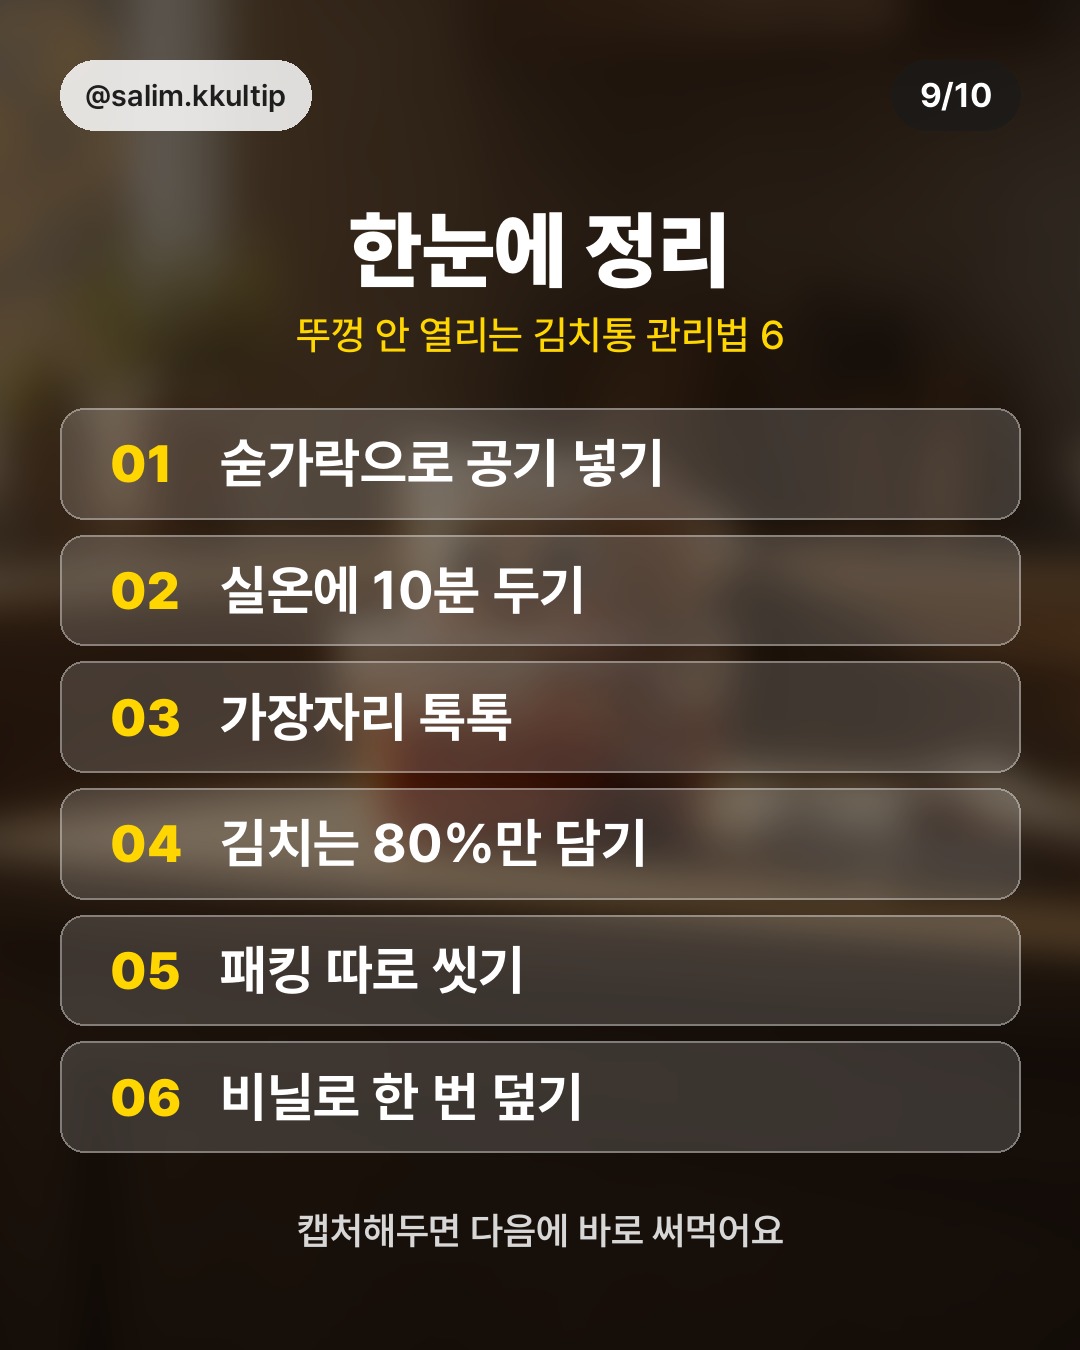 @salim.kkultip
9/10
한눈에 정리
뚜껑 안 열리는 김치통 관리법 6
01 숟가락으로 공기 넣기
02 실온에 10분 두기
03 가장자리 톡톡
04 김치는 80%만 담기
05 패킹 따로 씻기
06 비닐로 한 번 덮기
캡처해두면 다음에 바로 써먹어요